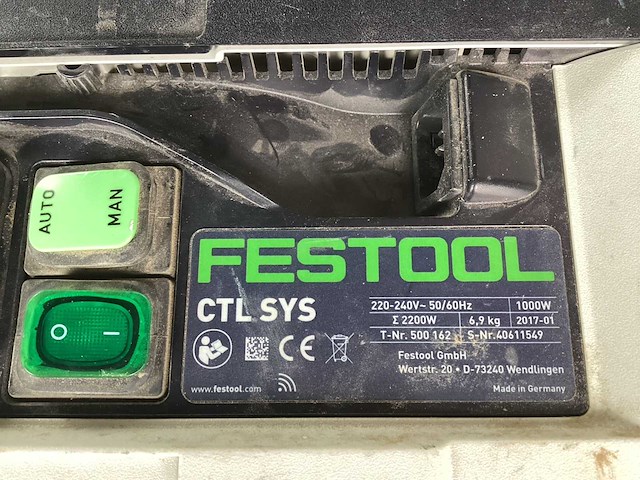 AUTO MAN
O I
FESTOOL
CTL SYS
220-240V~ 50/60Hz 1000W
Σ 2200W 6,9 kg 2017-01
T-Nr. 500 162 S-Nr. 40611549
Festool GmbH
Wertstr. 20 • D-73240 Wendlingen
CE
www.festool.com
Made in Germany